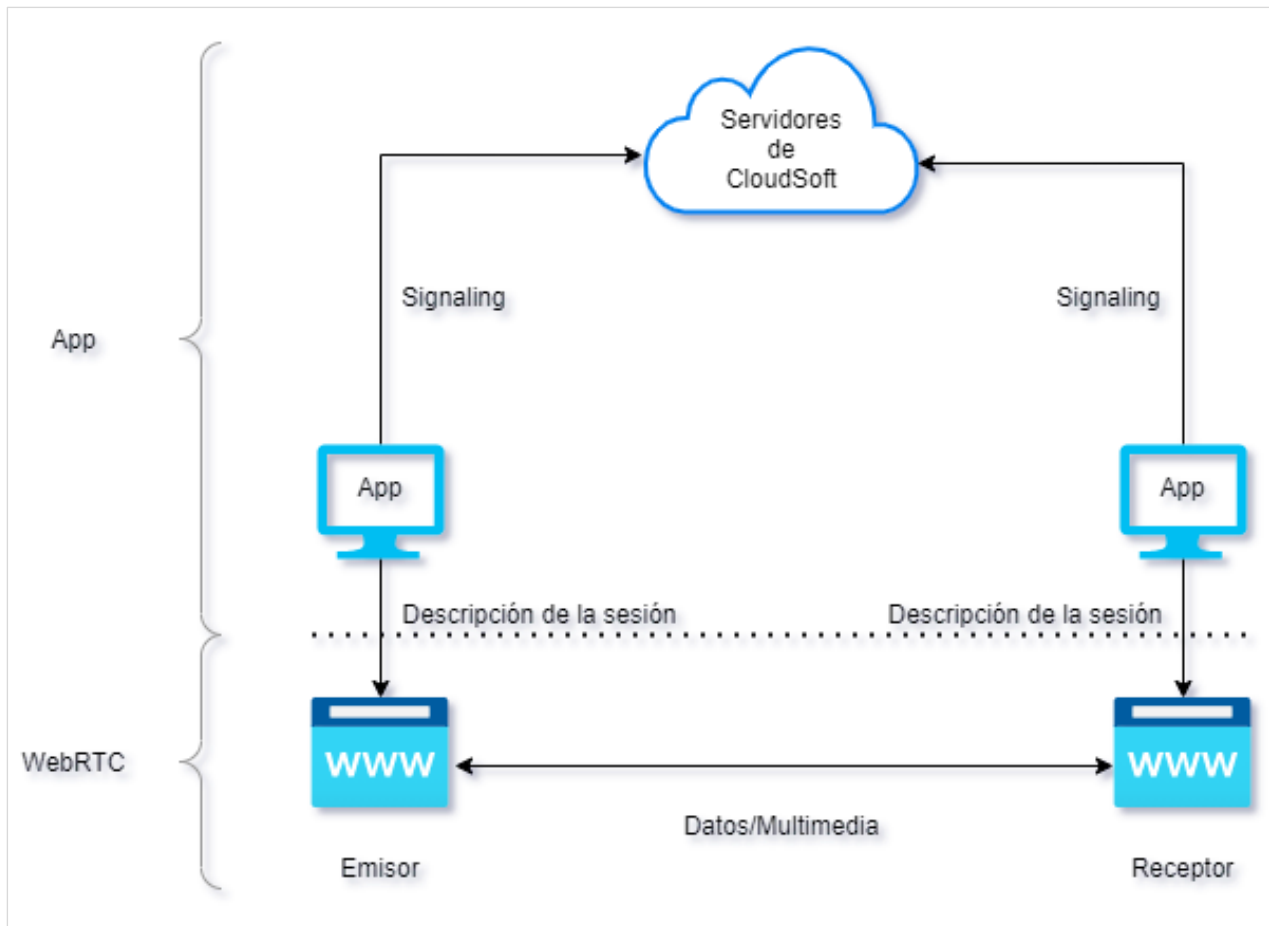 Servidores
de
CloudSoft
Signaling
Signaling
App
App
App
Descripción de la sesión
Descripción de la sesión
WebRTC
www
www
Datos/Multimedia
Emisor
Receptor